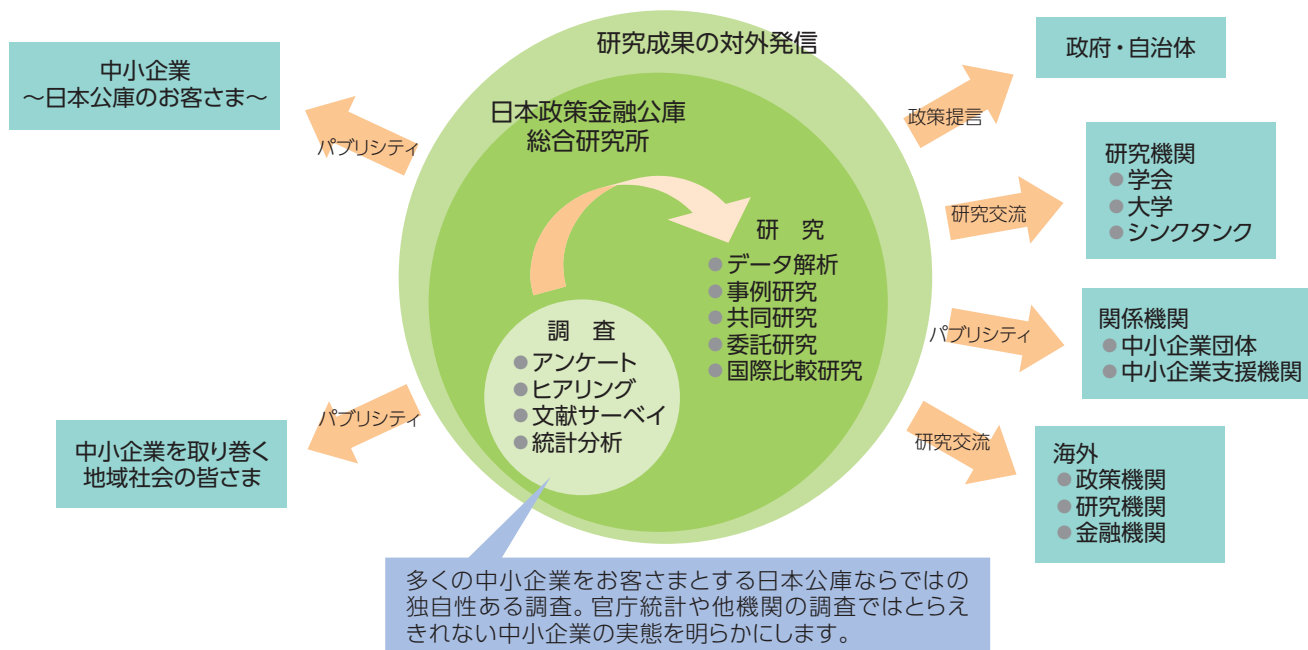 研究成果の対外発信
日本政策金融公庫
総合研究所
研　究
●データ解析
●事例研究
●共同研究
●委託研究
●国際比較研究
調　査
●アンケート
●ヒアリング
●文献サーベイ
●統計分析
多くの中小企業をお客さまとする日本公庫ならではの
独自性ある調査。官庁統計や他機関の調査ではとらえ
きれない中小企業の実態を明らかにします。
パブリシティ
中小企業
～日本公庫のお客さま～
パブリシティ
中小企業を取り巻く
地域社会の皆さま
政策提言
政府・自治体
研究交流
研究機関
●学会
●大学
●シンクタンク
パブリシティ
関係機関
●中小企業団体
●中小企業支援機関
研究交流
海外
●政策機関
●研究機関
●金融機関